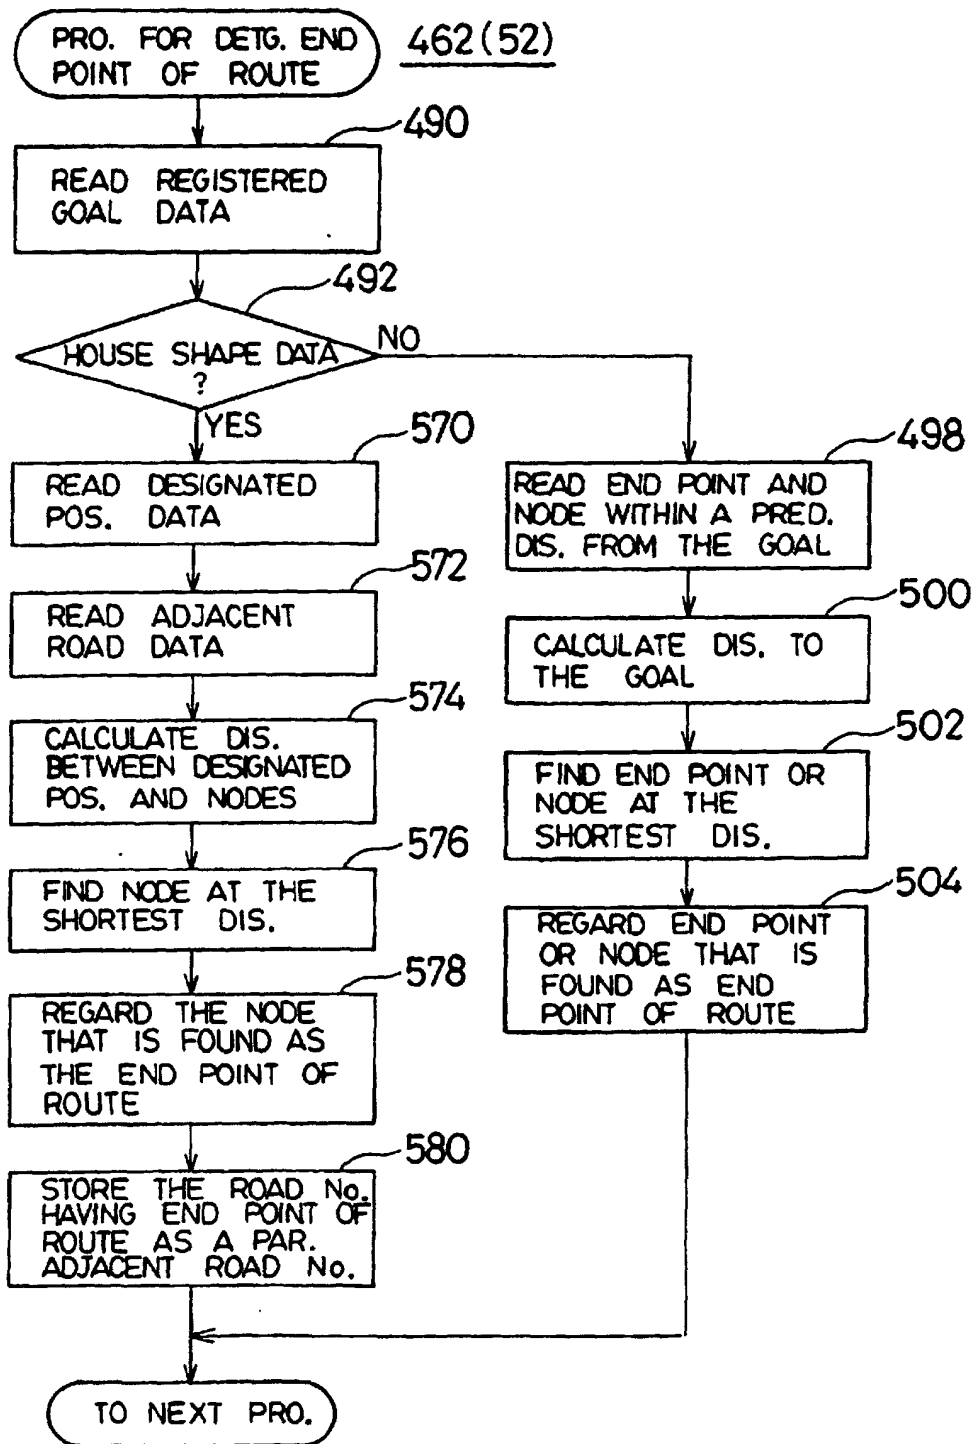 PRO. FOR DETG. END
POINT OF ROUTE
462(52)
490
READ REGISTERED
GOAL DATA
492
HOUSE SHAPE DATA
?
NO
YES
570
READ DESIGNATED
POS. DATA
572
READ ADJACENT
ROAD DATA
574
CALCULATE DIS.
BETWEEN DESIGNATED
POS. AND NODES
576
FIND NODE AT THE
SHORTEST DIS.
578
REGARD THE NODE
THAT IS FOUND AS
THE END POINT OF
ROUTE
580
STORE THE ROAD No.
HAVING END POINT OF
ROUTE AS A PAR.
ADJACENT ROAD No.
498
READ END POINT AND
NODE WITHIN A PRED.
DIS. FROM THE GOAL
500
CALCULATE DIS. TO
THE GOAL
502
FIND END POINT OR
NODE AT THE
SHORTEST DIS.
504
REGARD END POINT
OR NODE THAT IS
FOUND AS END
POINT OF ROUTE
TO NEXT PRO.